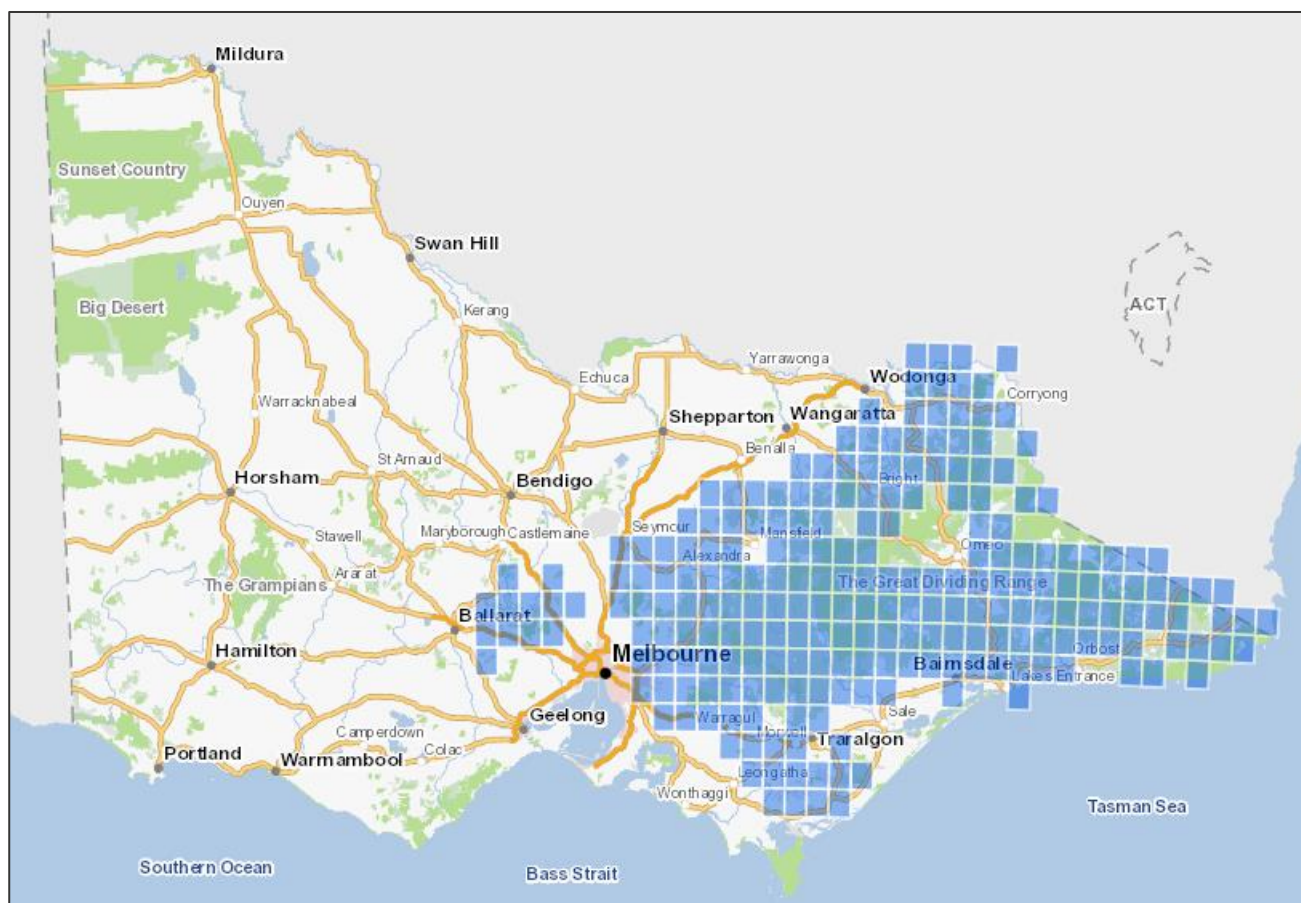 Mildura
Sunset Country
Ouyen
Swan Hill
Big Desert
ACT
Kerang
Yarrawonga
Echuca
Wodonga
Corryong
Warracknabeal
Shepparton
Wangaratta
Benalla
St Arnaud
Horsham
Bendigo
Bright
Stawell
Maryborough
Castlemaine
Seymour
Mansfield
Alexandra
Omeo
Ararat
The Grampians
The Great Dividing Range
Ballarat
Hamilton
Melbourne
Orbost
Bairnsdale
Lakes Entrance
Geelong
Warragul
Sale
Camperdown
Morwell
Traralgon
Portland
Colac
Warrnambool
Leongatha
Wonthaggi
Tasman Sea
Southern Ocean
Bass Strait